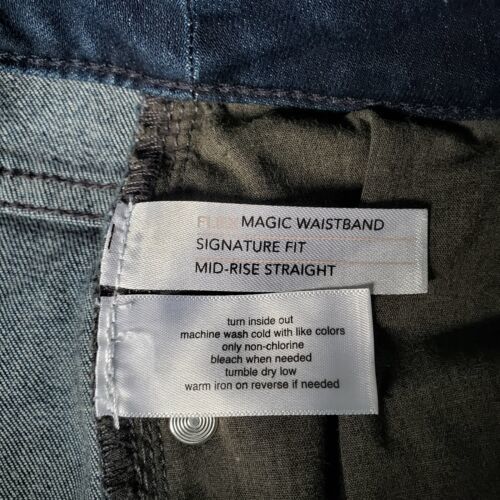 FLEX MAGIC WAISTBAND
SIGNATURE FIT
MID-RISE STRAIGHT
turn inside out
machine wash cold with like colors
only non-chlorine
bleach when needed
tumble dry low
warm iron on reverse if needed